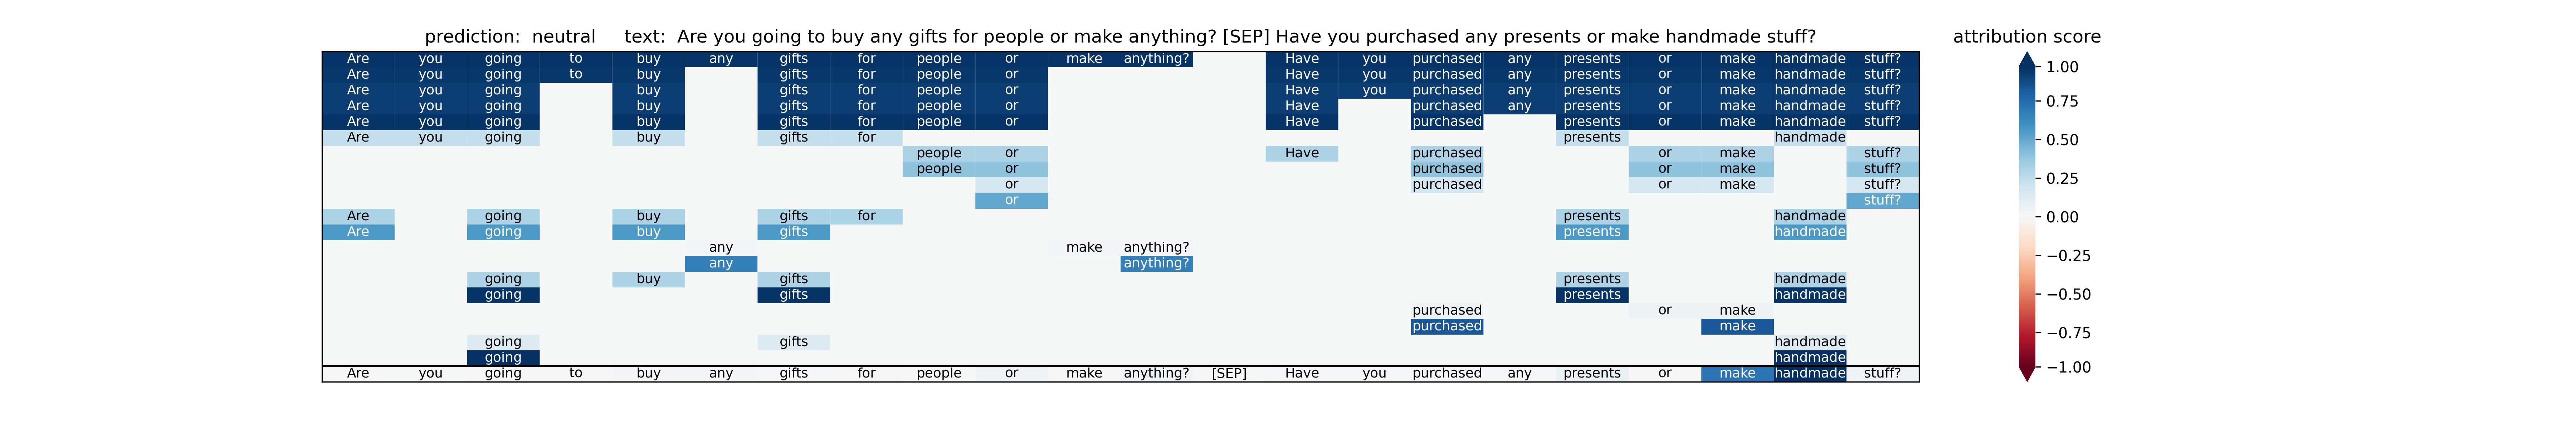 prediction: neutral text: Are you going to buy any gifts for people or make anything? [SEP] Have you purchased any presents or make handmade stuff?
attribution score
Are you going to buy any gifts for people or make anything? Have you purchased any presents or make handmade stuff?
Are you going to buy gifts for people or Have you purchased any presents or make handmade stuff?
Are you going buy gifts for people or Have you purchased any presents or make handmade stuff?
Are you going buy gifts for people or Have purchased any presents or make handmade stuff?
Are you going buy gifts for people or Have purchased presents or make handmade stuff?
Are you going buy gifts for presents handmade
people or Have purchased or make stuff?
people or purchased or make stuff?
or purchased or make stuff?
or stuff?
Are going buy gifts for presents handmade
Are going buy gifts presents handmade
any make anything?
any anything?
going buy gifts presents handmade
going gifts presents handmade
purchased or make
purchased make
going gifts handmade
going handmade
Are you going to buy any gifts for people or make anything? [SEP] Have you purchased any presents or make handmade stuff?
1.00
0.75
0.50
0.25
0.00
−0.25
−0.50
−0.75
−1.00